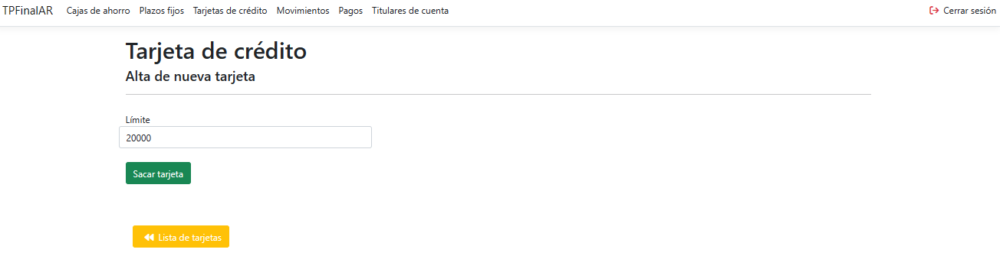 TPFinalAR Cajas de ahorro Plazos fijos Tarjetas de crédito Movimientos Pagos Titulares de cuenta Cerrar sesión
Tarjeta de crédito
Alta de nueva tarjeta
Límite
20000
Sacar tarjeta
Lista de tarjetas